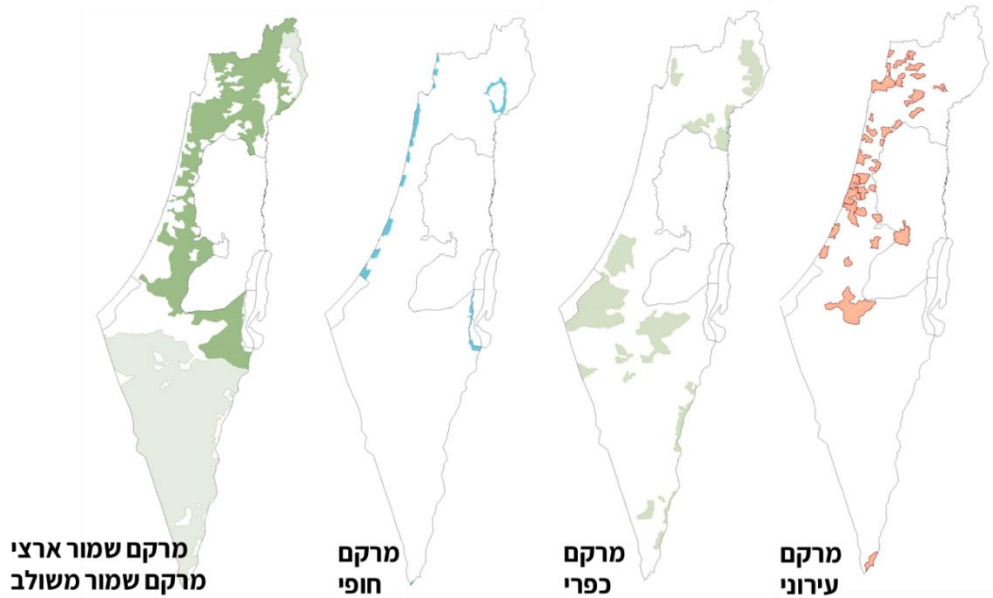 מרקם שמור ארצי
מרקם שמור משולב
מרקם
חופי
מרקם
כפרי
מרקם
עירוני